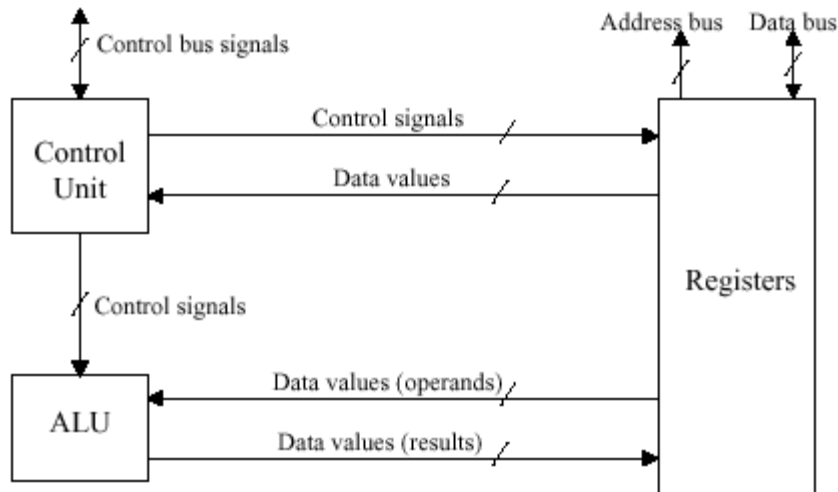 Address bus
Data bus
Control bus signals
Control signals
Control
Unit
Data values
Registers
Control signals
Data values (operands)
ALU
Data values (results)